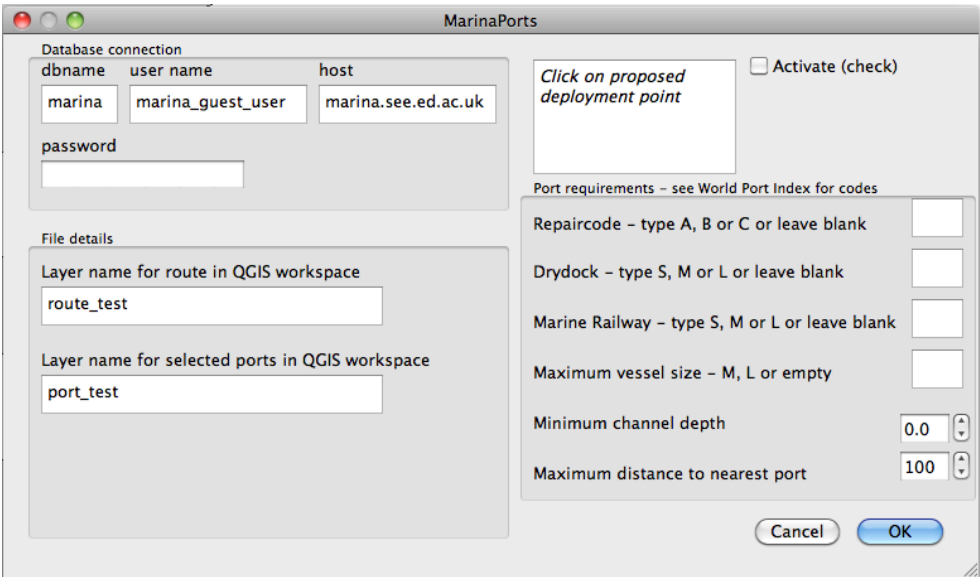 MarinaPorts
Database connection
dbname user name host
marina marina_guest_user marina.see.ed.ac.uk
password
File details
Layer name for route in QGIS workspace
route_test
Layer name for selected ports in QGIS workspace
port_test
Click on proposed
deployment point
Activate (check)
Port requirements – see World Port Index for codes
Repaircode – type A, B or C or leave blank
Drydock – type S, M or L or leave blank
Marine Railway – type S, M or L or leave blank
Maximum vessel size – M, L or empty
Minimum channel depth 0.0
Maximum distance to nearest port 100
Cancel OK